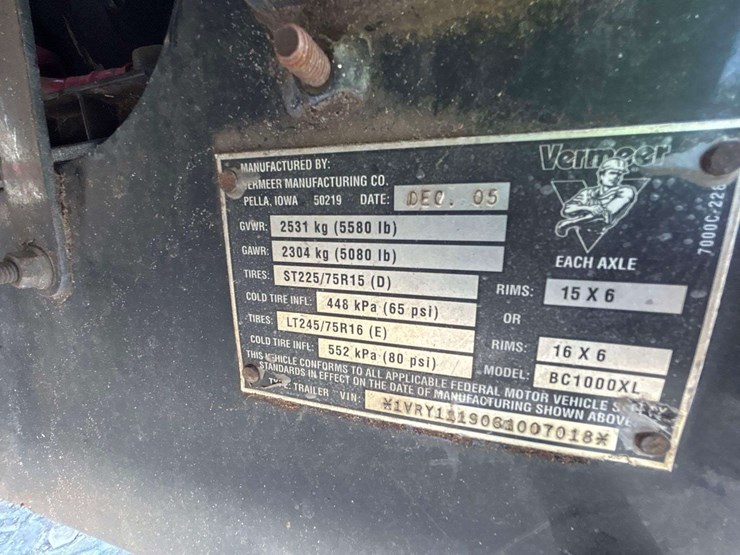 MANUFACTURED BY:
VERMEER MANUFACTURING CO.
PELLA, IOWA 50219 DATE: DEC. 05
Vermeer
GVWR: 2531 kg (5580 lb)
GAWR: 2304 kg (5080 lb)
EACH AXLE
TIRES: ST225/75R15 (D) RIMS: 15 X 6
COLD TIRE INFL: 448 kPa (65 psi)
OR
TIRES: LT245/75R16 (E) RIMS: 16 X 6
COLD TIRE INFL: 552 kPa (80 psi)
MODEL: BC1000XL
THIS VEHICLE CONFORMS TO ALL APPLICABLE FEDERAL MOTOR VEHICLE
STANDARDS IN EFFECT ON THE DATE OF MANUFACTURING SHOWN ABOVE
TYPE: TRAILER VIN:
7000C-228